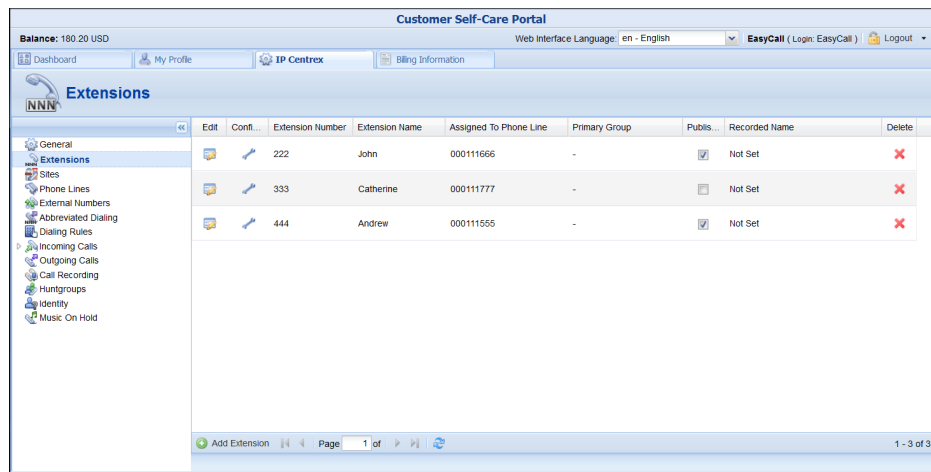 Customer Self-Care Portal
Balance: 180.20 USD Web Interface Language: en - English EasyCall ( Login: EasyCall ) Logout
Dashboard My Profile IP Centrex Billing Information
NNN Extensions
Edit Confi... Extension Number Extension Name Assigned To Phone Line Primary Group Publis... Recorded Name Delete
General
NNN Extensions
Sites
Phone Lines
External Numbers
Abbreviated Dialing
Dialing Rules
Incoming Calls
Outgoing Calls
Call Recording
Huntgroups
Identity
Music On Hold
222 John 000111666 - Not Set
333 Catherine 000111777 - Not Set
444 Andrew 000111555 - Not Set
Add Extension Page 1 of 1 - 3 of 3